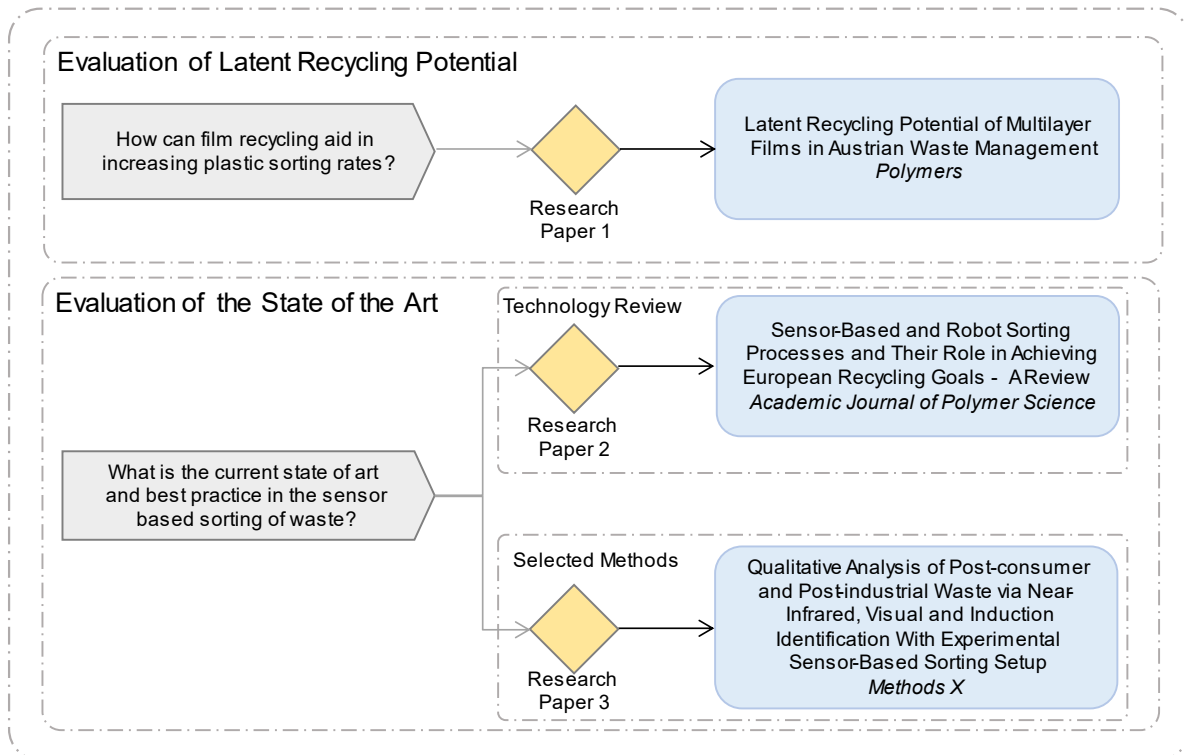 Evaluation of Latent Recycling Potential
How can film recycling aid in
increasing plastic sorting rates?
Research
Paper 1
Latent Recycling Potential of Multilayer
Films in Austrian Waste Management
Polymers
Evaluation of the State of the Art
What is the current state of art
and best practice in the sensor
based sorting of waste?
Technology Review
Research
Paper 2
Sensor-Based and Robot Sorting
Processes and Their Role in Achieving
European Recycling Goals - A Review
Academic Journal of Polymer Science
Selected Methods
Research
Paper 3
Qualitative Analysis of Post-consumer
and Post-industrial Waste via Near-
Infrared, Visual and Induction
Identification With Experimental
Sensor-Based Sorting Setup
Methods X